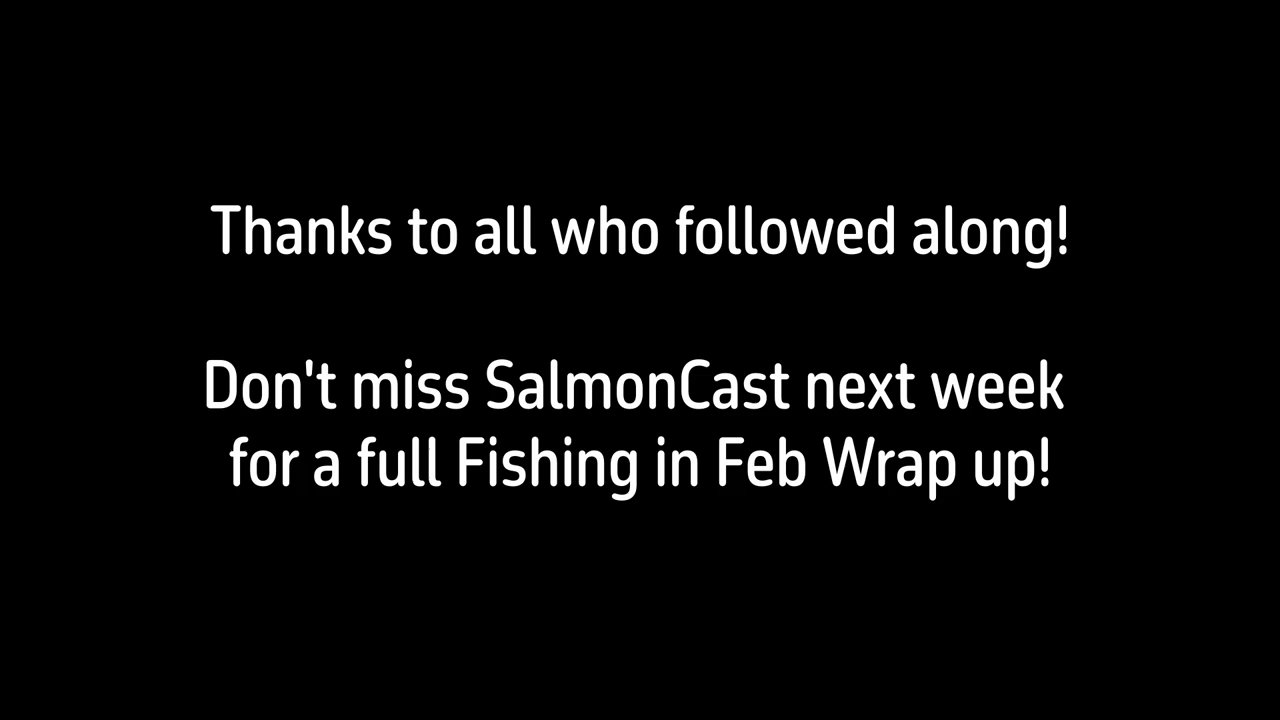 Thanks to all who followed along!
Don't miss SalmonCast next week
for a full Fishing in Feb Wrap up!